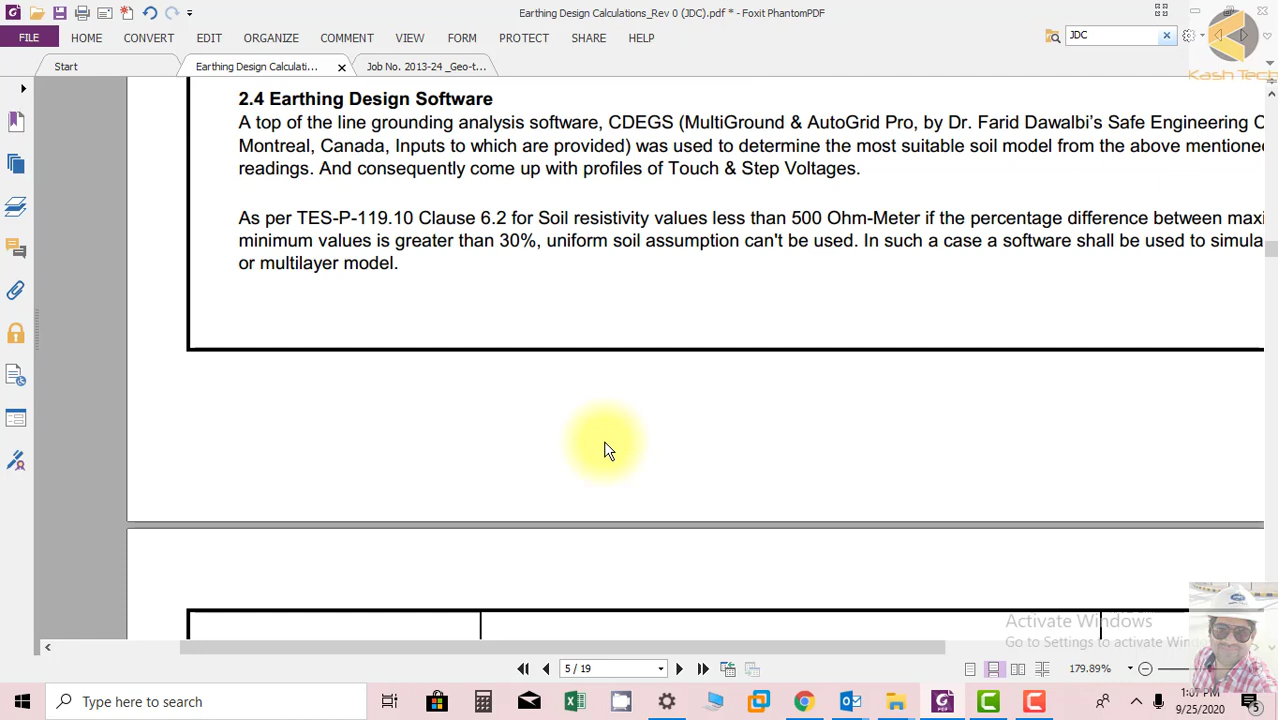 Earthing Design Calculations_Rev 0 (JDC).pdf * - Foxit PhantomPDF
FILE HOME CONVERT EDIT ORGANIZE COMMENT VIEW FORM PROTECT SHARE HELP
JDC
Kash Tech
Start
Earthing Design Calculati...
Job No. 2013-24 _Geo-t...
2.4 Earthing Design Software
A top of the line grounding analysis software, CDEGS (MultiGround & AutoGrid Pro, by Dr. Farid Dawalbi's Safe Engineering
Montreal, Canada, Inputs to which are provided) was used to determine the most suitable soil model from the above mentioned
readings. And consequently come up with profiles of Touch & Step Voltages.
As per TES-P-119.10 Clause 6.2 for Soil resistivity values less than 500 Ohm-Meter if the percentage difference between maxi
minimum values is greater than 30%, uniform soil assumption can't be used. In such a case a software shall be used to simula
or multilayer model.
Activate Windows
Go to Settings to activate
5 / 19
179.89%
Type here to search
1:07 PM
9/25/2020
5